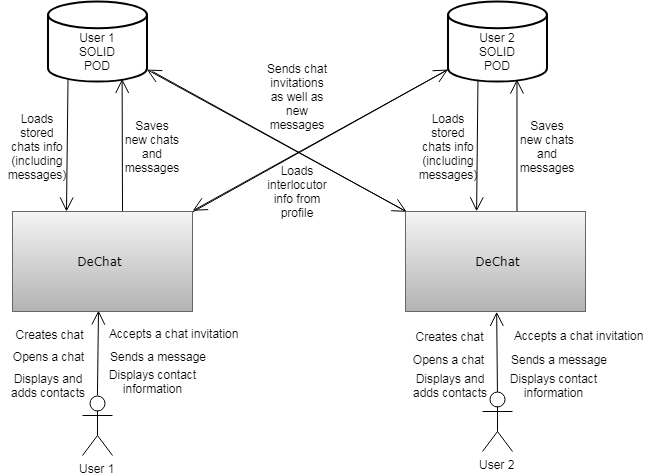 User 1
SOLID
POD
User 2
SOLID
POD
Sends chat
invitations
as well as
new
messages
Loads
stored
chats info
(including
messages)
Saves
new chats
and
messages
Loads
interlocutor
info from
profile
Loads
stored
chats info
(including
messages)
Saves
new chats
and
messages
DeChat
DeChat
Creates chat
Accepts a chat invitation
Opens a chat
Sends a message
Displays and
adds contacts
Displays contact
information
Creates chat
Accepts a chat invitation
Opens a chat
Sends a message
Displays and
adds contacts
Displays contact
information
User 1
User 2